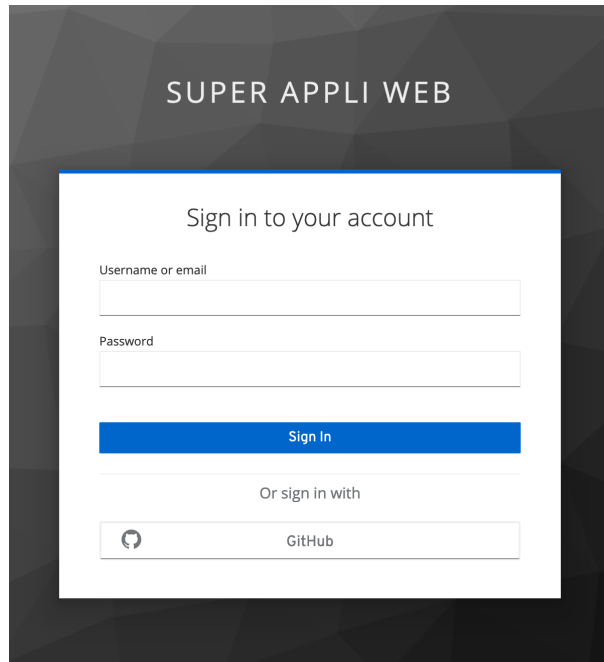 SUPER APPLI WEB
Sign in to your account
Username or email
Password
Sign In
Or sign in with
GitHub